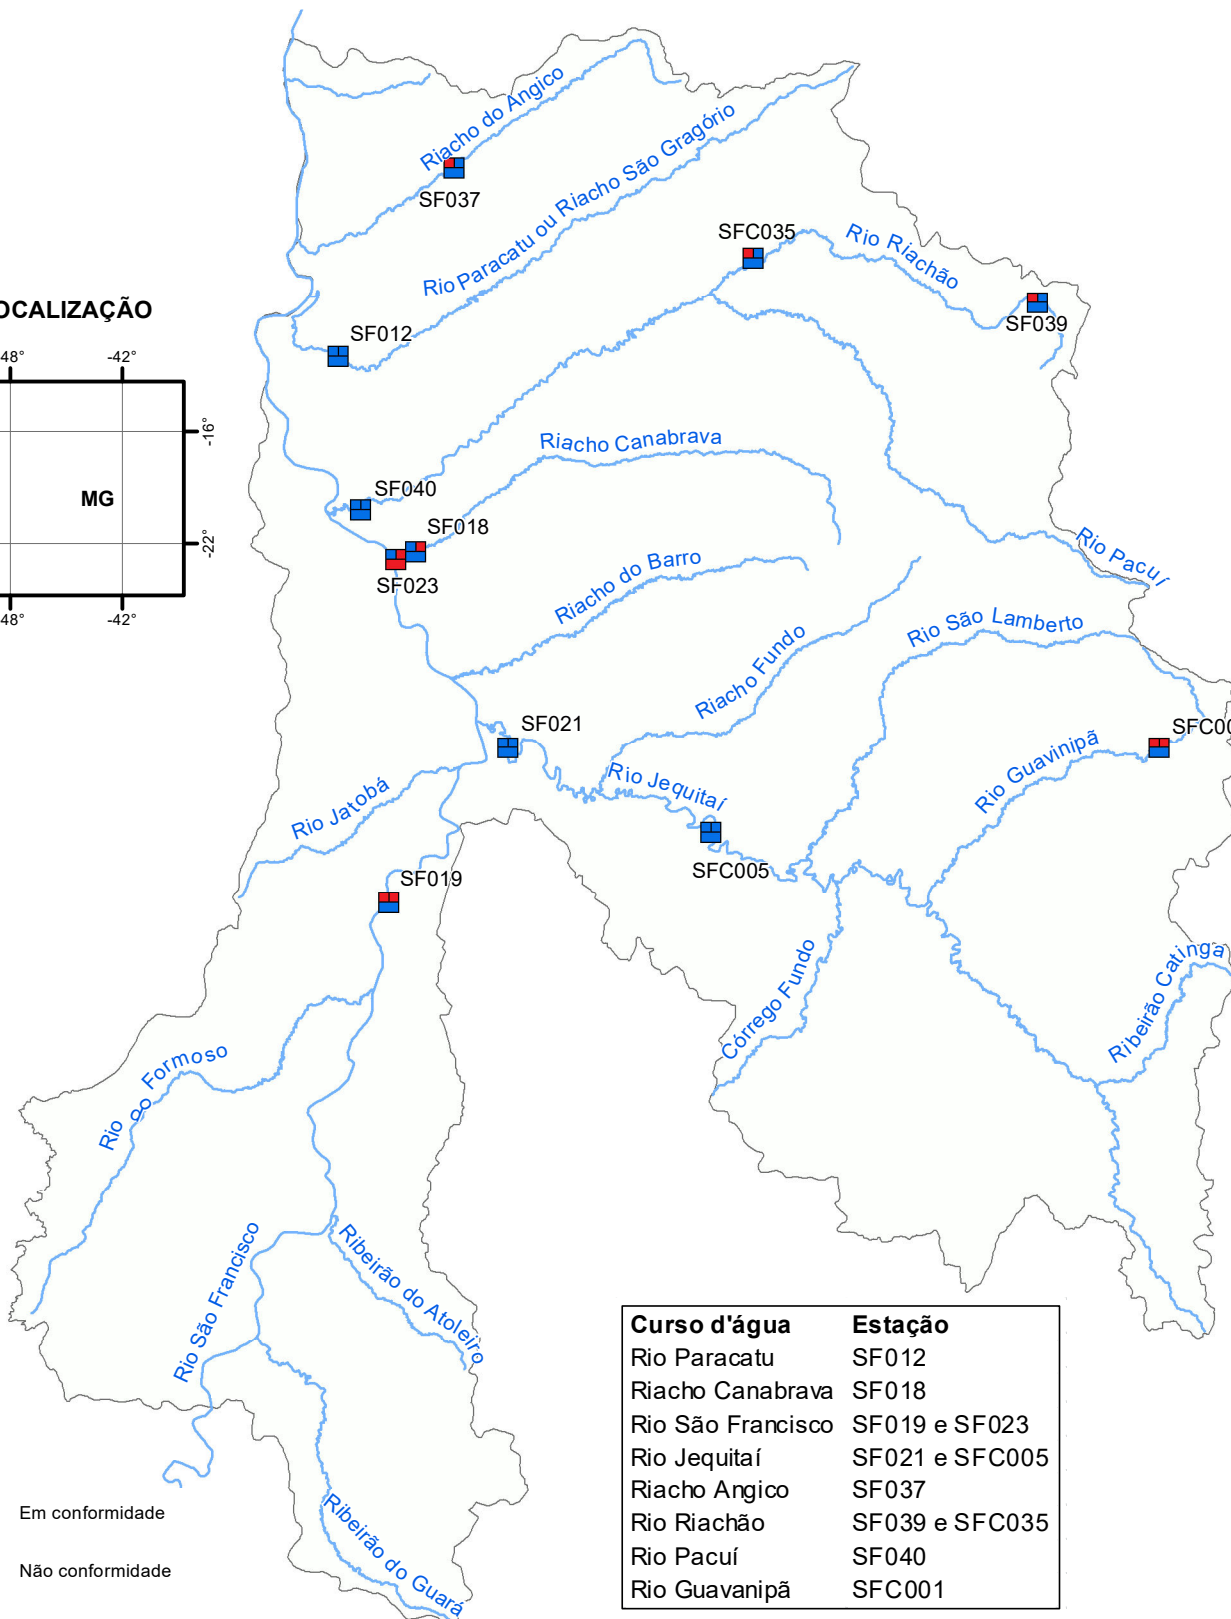 Riacho do Angico
SF037
Rio Paracatu ou Riacho São Gragório
SFC035
Rio Riachão
SF039
OCALIZAÇÃO
48°
-42°
-16°
MG
-22°
48°
-42°
SF012
Riacho Canabrava
SF040
SF018
SF023
Riacho do Barro
Rio Pacuí
Rio São Lamberto
Riacho Fundo
SF021
SFC00
Rio Guavinipã
Rio Jequitaí
Rio Jatobá
SFC005
SF019
Córrego Fundo
Ribeirão Catinga
Rio do Formoso
Rio São Francisco
Ribeirão do Atoleiro
Ribeirão do Guará
Em conformidade
Não conformidade
Curso d'água Estação
Rio Paracatu SF012
Riacho Canabrava SF018
Rio São Francisco SF019 e SF023
Rio Jequitaí SF021 e SFC005
Riacho Angico SF037
Rio Riachão SF039 e SFC035
Rio Pacuí SF040
Rio Guavanipã SFC001